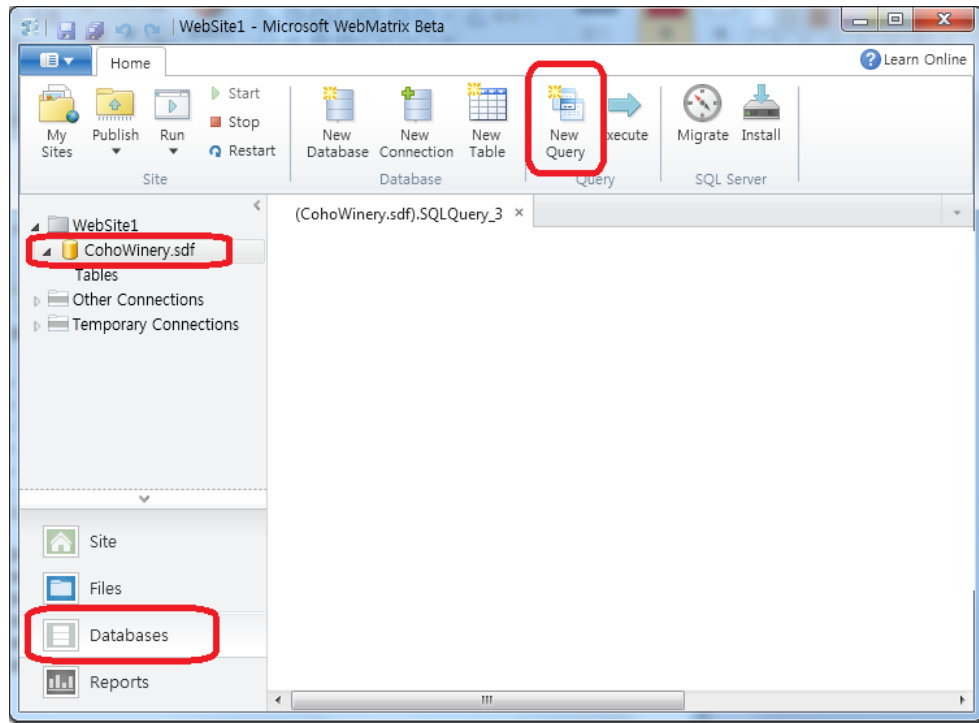 WebSite1 - Microsoft WebMatrix Beta
Home
Learn Online
My Sites
Publish
Run
Start
Stop
Restart
New Database
New Connection
New Table
New Query
xecute
Migrate
Install
Site
Database
Query
SQL Server
WebSite1
CohoWinery.sdf
Tables
Other Connections
Temporary Connections
(CohoWinery.sdf).SQLQuery_3
Site
Files
Databases
Reports